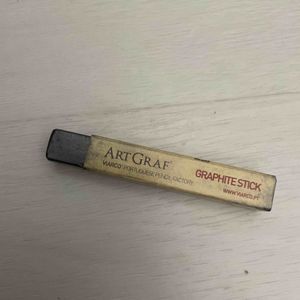 ARTGRAF®
VIARCO® PORTUGUESE PENCIL FACTORY
GRAPHITE STICK
WWW.VIARCO.PT